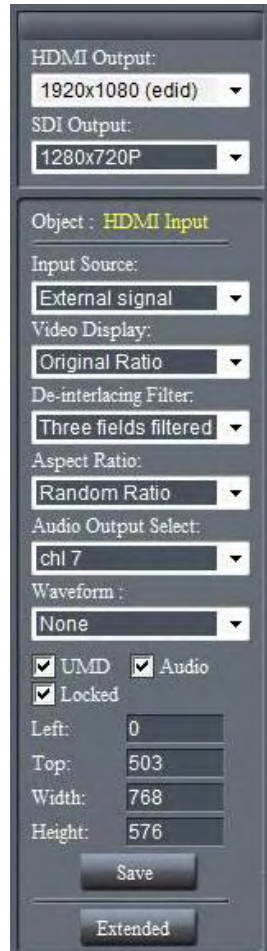 HDMI Output:
1920x1080 (edid)
SDI Output:
1280x720P
Object : HDMI Input
Input Source:
External signal
Video Display:
Original Ratio
De-interlacing Filter:
Three fields filtered
Aspect Ratio:
Random Ratio
Audio Output Select:
chl 7
Waveform :
None
UMD Audio
Locked
Left: 0
Top: 503
Width: 768
Height: 576
Save
Extended